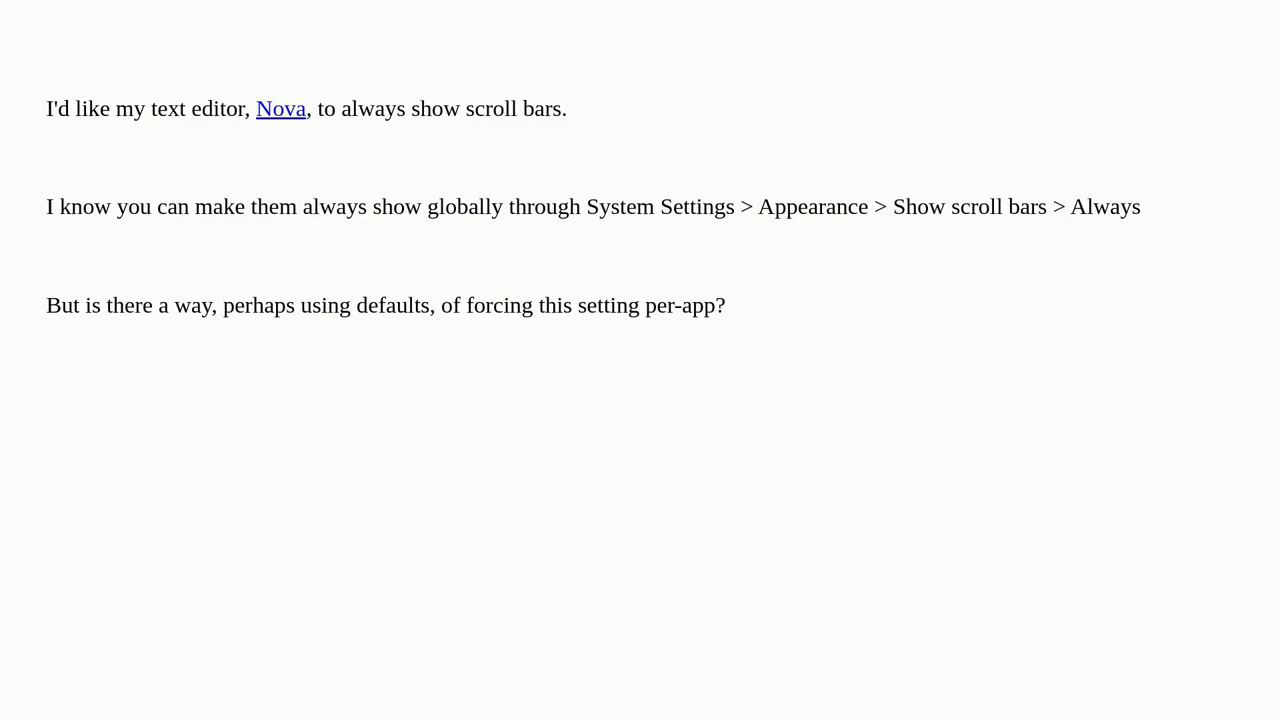 I'd like my text editor, Nova, to always show scroll bars.
I know you can make them always show globally through System Settings > Appearance > Show scroll bars > Always
But is there a way, perhaps using defaults, of forcing this setting per-app?